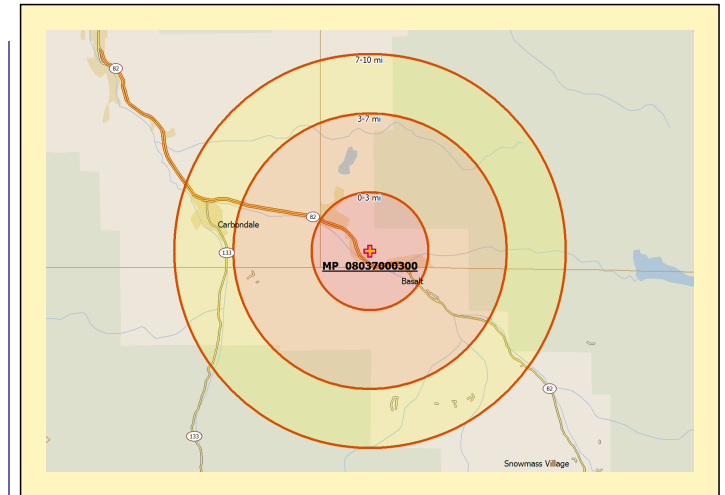 7-10 mi
82
3-7 mi
0-3 mi
82
Carbondale
133
MP_08037000300
Basalt
82
133
Snowmass Village